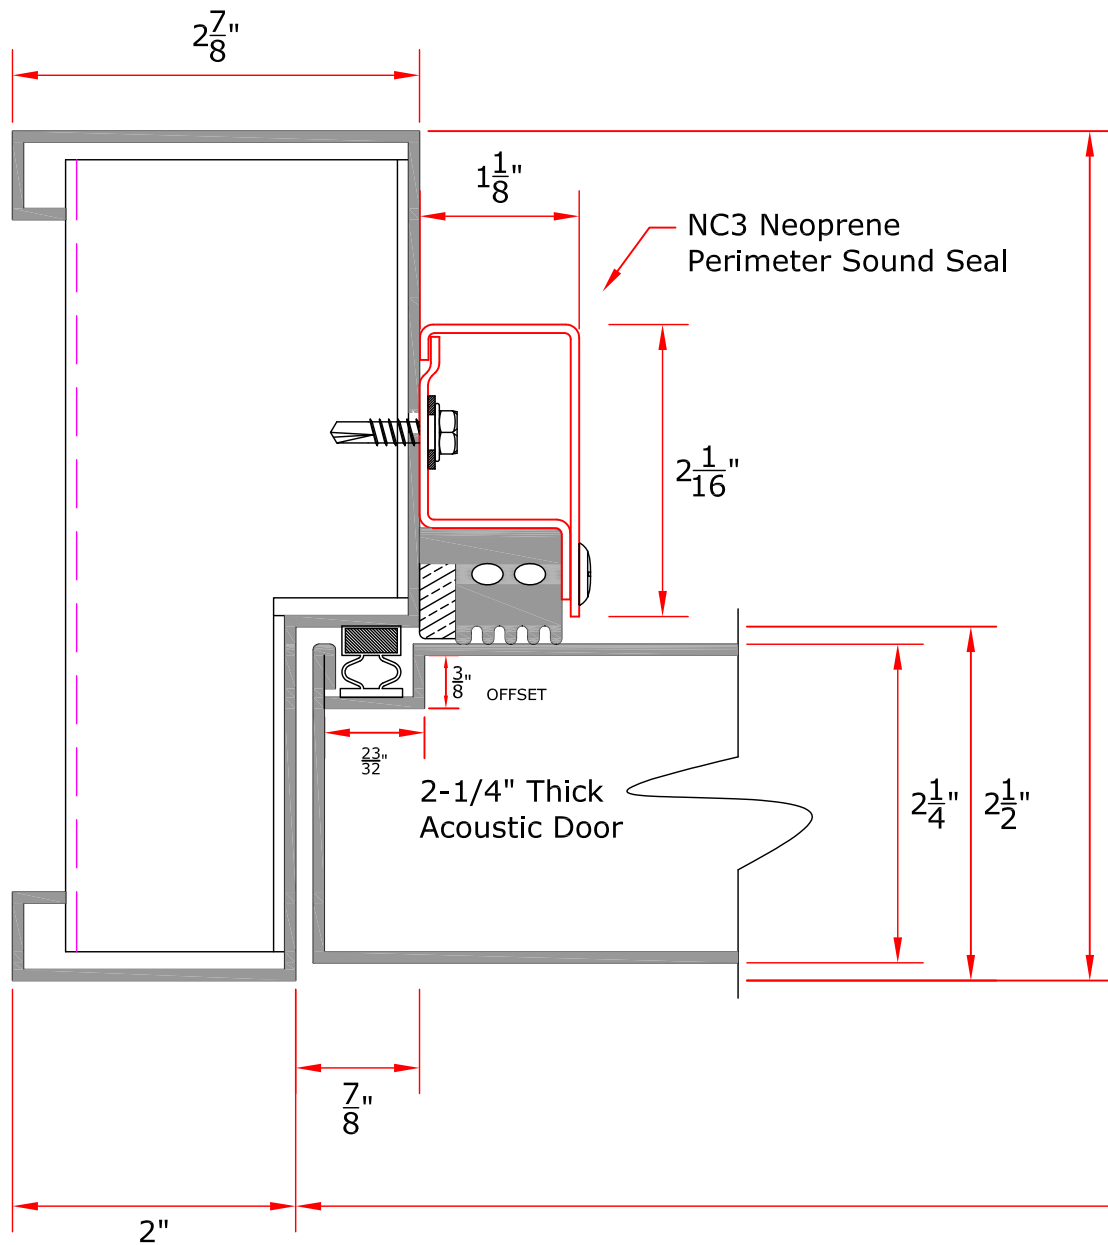 2 7/8"
1 1/8"
NC3 Neoprene
Perimeter Sound Seal
2 1/16"
3/8" OFFSET
23/32"
2-1/4" Thick
Acoustic Door
2 1/4"
2 1/2"
7/8"
2"